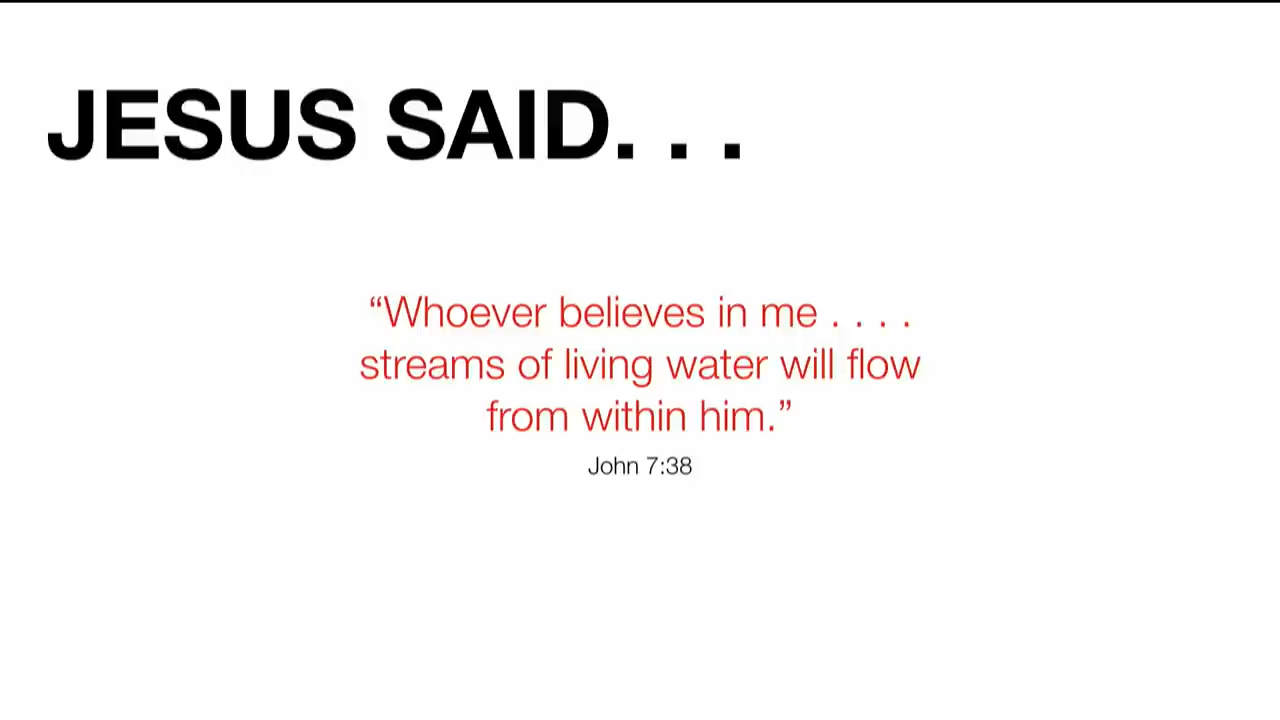 JESUS SAID. . .
“Whoever believes in me . . . .
streams of living water will flow
from within him.”
John 7:38